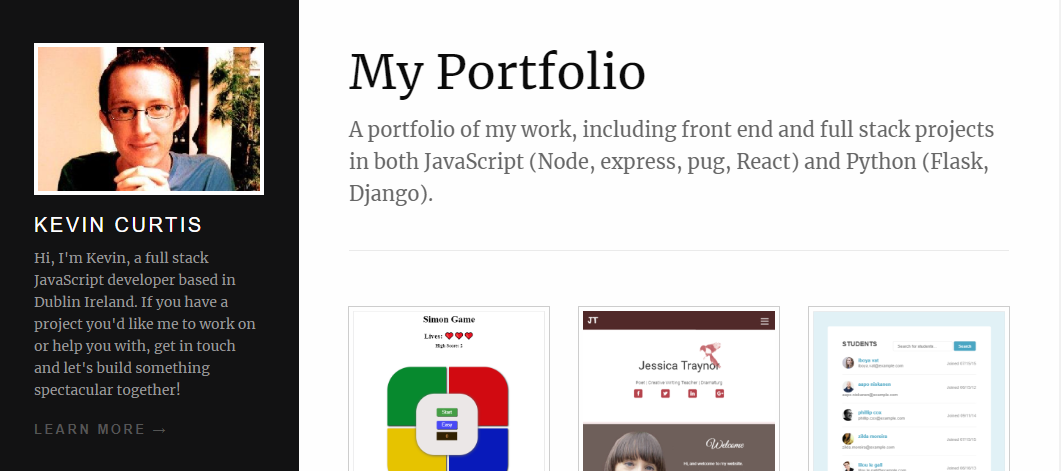 KEVIN CURTIS
Hi, I'm Kevin, a full stack
JavaScript developer based in
Dublin Ireland. If you have a
project you'd like me to work on
or help you with, get in touch
and let's build something
spectacular together!
LEARN MORE →
My Portfolio
A portfolio of my work, including front end and full stack projects
in both JavaScript (Node, express, pug, React) and Python (Flask,
Django).
Simon Game
Lives:
High Score: 2
Start
Easy
JT
Jessica Traynor
Poet | Creative Writing Teacher | Dramaturg
Welcome
Hi, and welcome to my website.
STUDENTS
Search for students...
Search